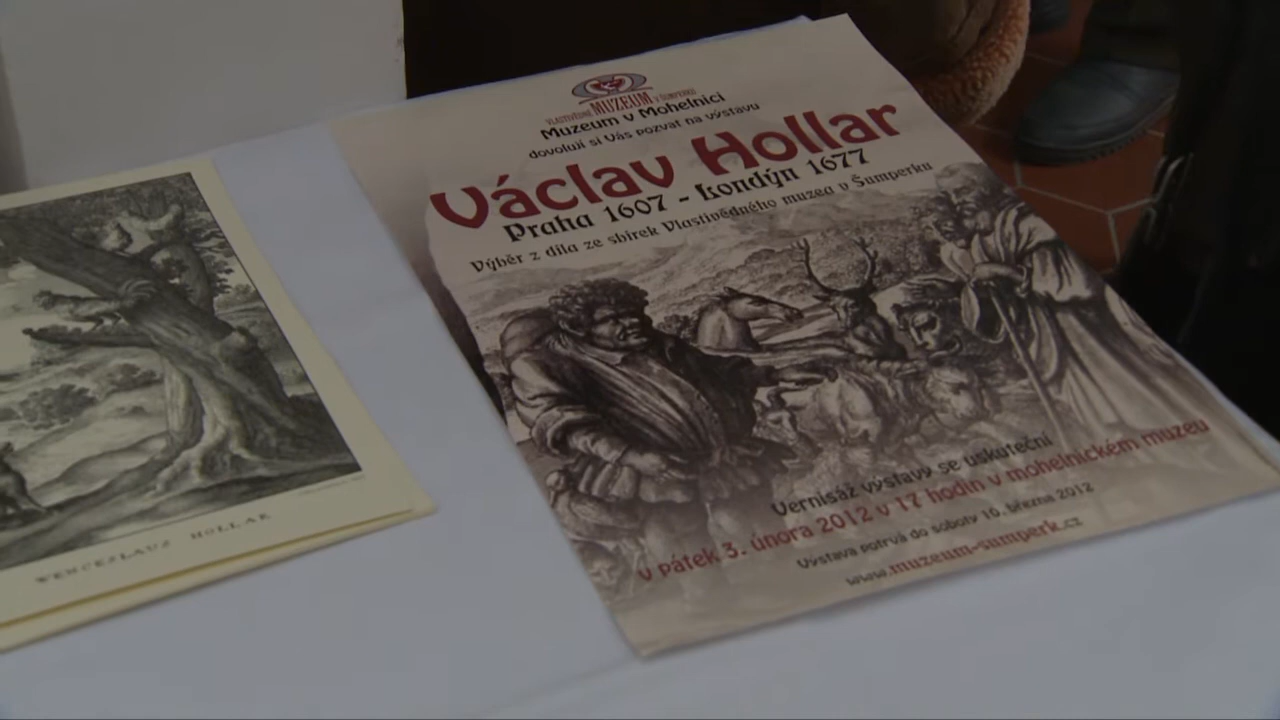 VLASTIVĚDNÉ MUZEUM V ŠUMPERKU
Muzeum v Mohelnici
dovolují si Vás pozvat na výstavu
Václav Hollar
Praha 1607 - Londýn 1677
Výběr z díla ze sbírek Vlastivědného muzea v Šumperku
Vernisáž výstavy se uskuteční
v pátek 3. února 2012 v 17 hodin v mohelnickém muzeu
Výstava potrvá do soboty 10. března 2012
www.muzeum-sumperk.cz
WENCEZLAUZ HOLLAR